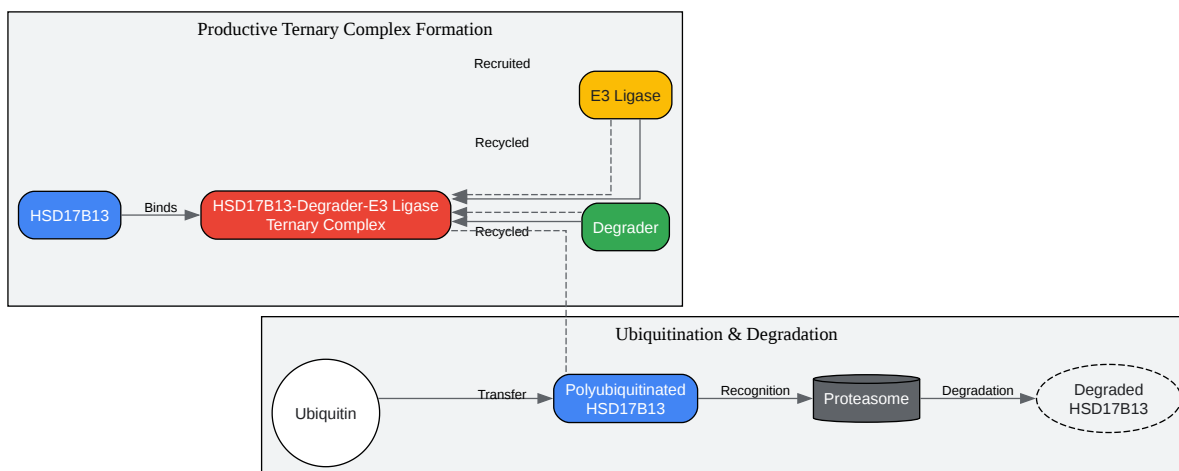 Productive Ternary Complex Formation
Recruited
E3 Ligase
Recycled
HSD17B13
Binds
HSD17B13-Degrader-E3 Ligase
Ternary Complex
Degrader
Recycled
Ubiquitination & Degradation
Ubiquitin
Transfer
Polyubiquitinated
HSD17B13
Recognition
Proteasome
Degradation
Degraded
HSD17B13